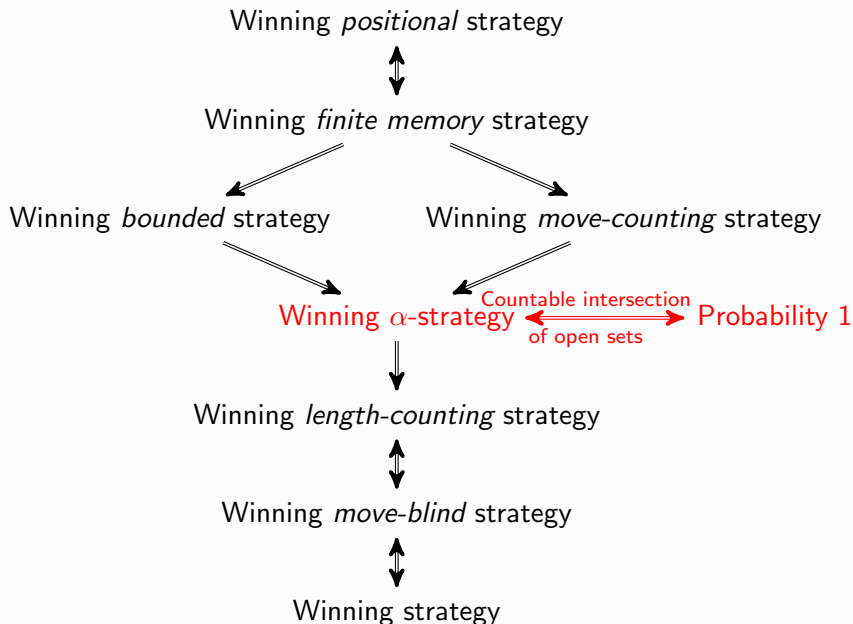 Winning positional strategy
Winning finite memory strategy
Winning bounded strategy
Winning move-counting strategy
Winning α-strategy
Countable intersection
of open sets
Probability 1
Winning length-counting strategy
Winning move-blind strategy
Winning strategy